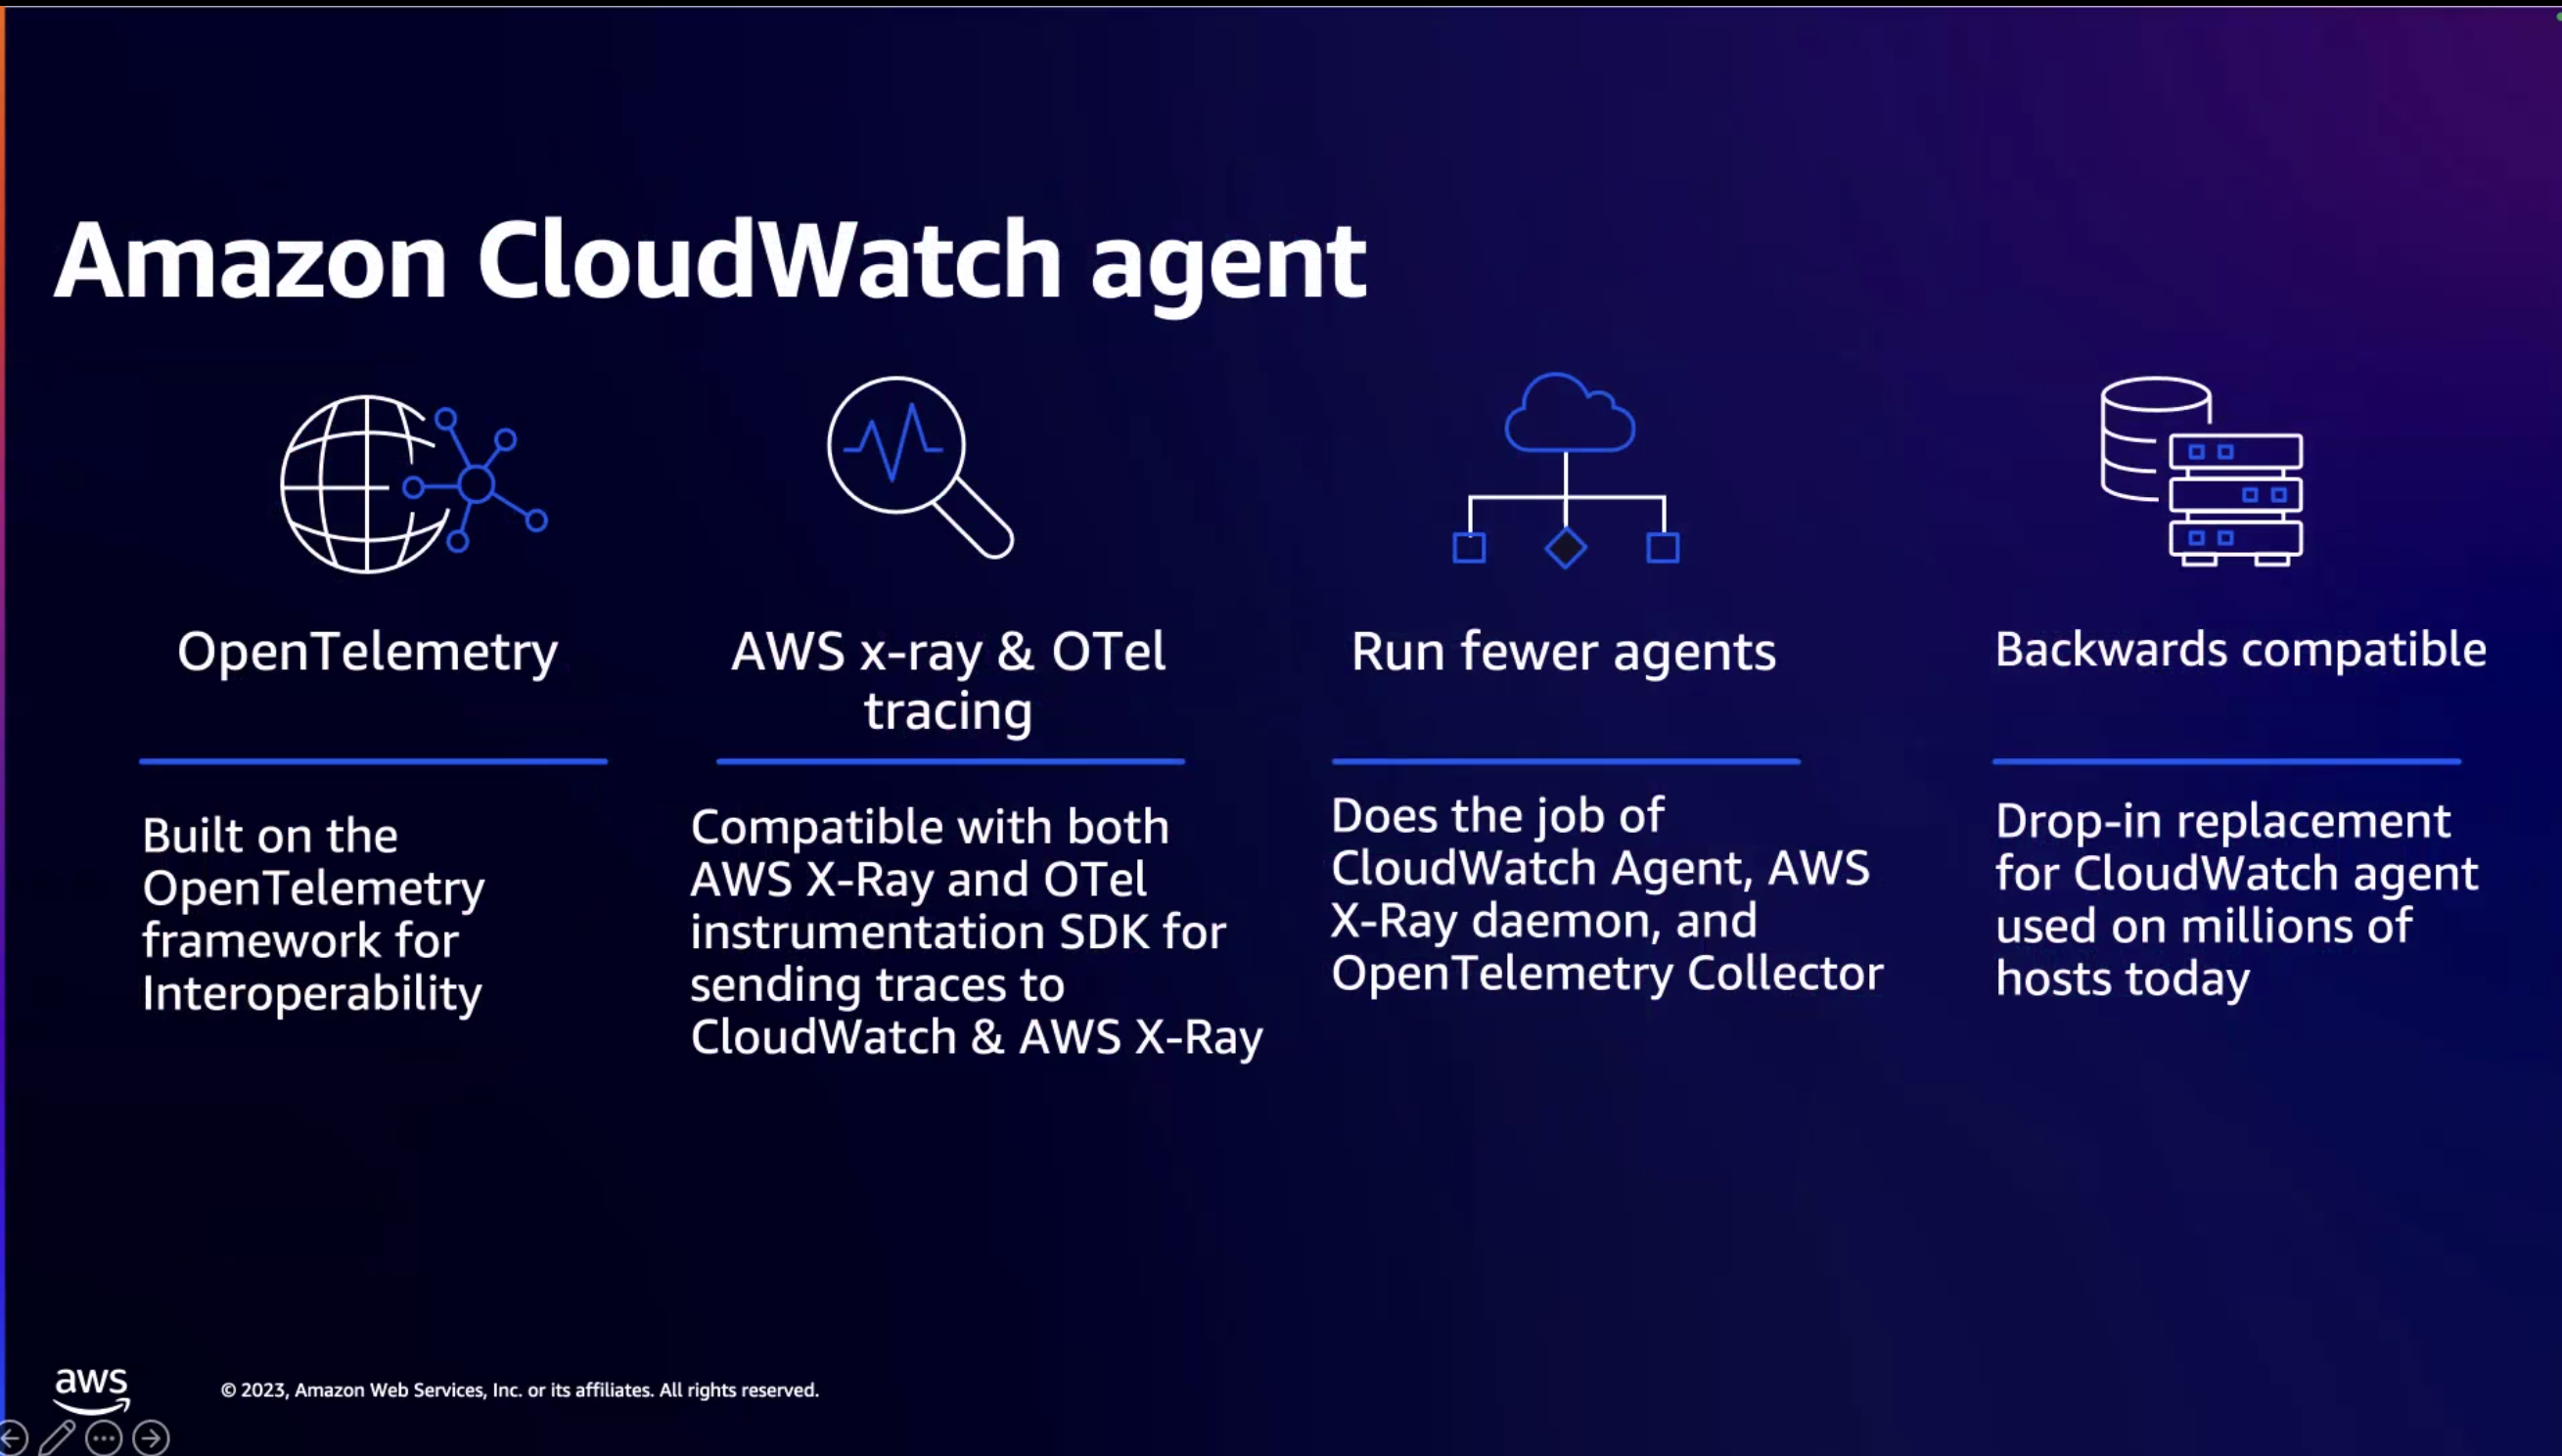 Amazon CloudWatch agent
OpenTelemetry
Built on the
OpenTelemetry
framework for
Interoperability
AWS x-ray & OTel
tracing
Compatible with both
AWS X-Ray and OTel
instrumentation SDK for
sending traces to
CloudWatch & AWS X-Ray
Run fewer agents
Does the job of
CloudWatch Agent, AWS
X-Ray daemon, and
OpenTelemetry Collector
Backwards compatible
Drop-in replacement
for CloudWatch agent
used on millions of
hosts today
aws
© 2023, Amazon Web Services, Inc. or its affiliates. All rights reserved.